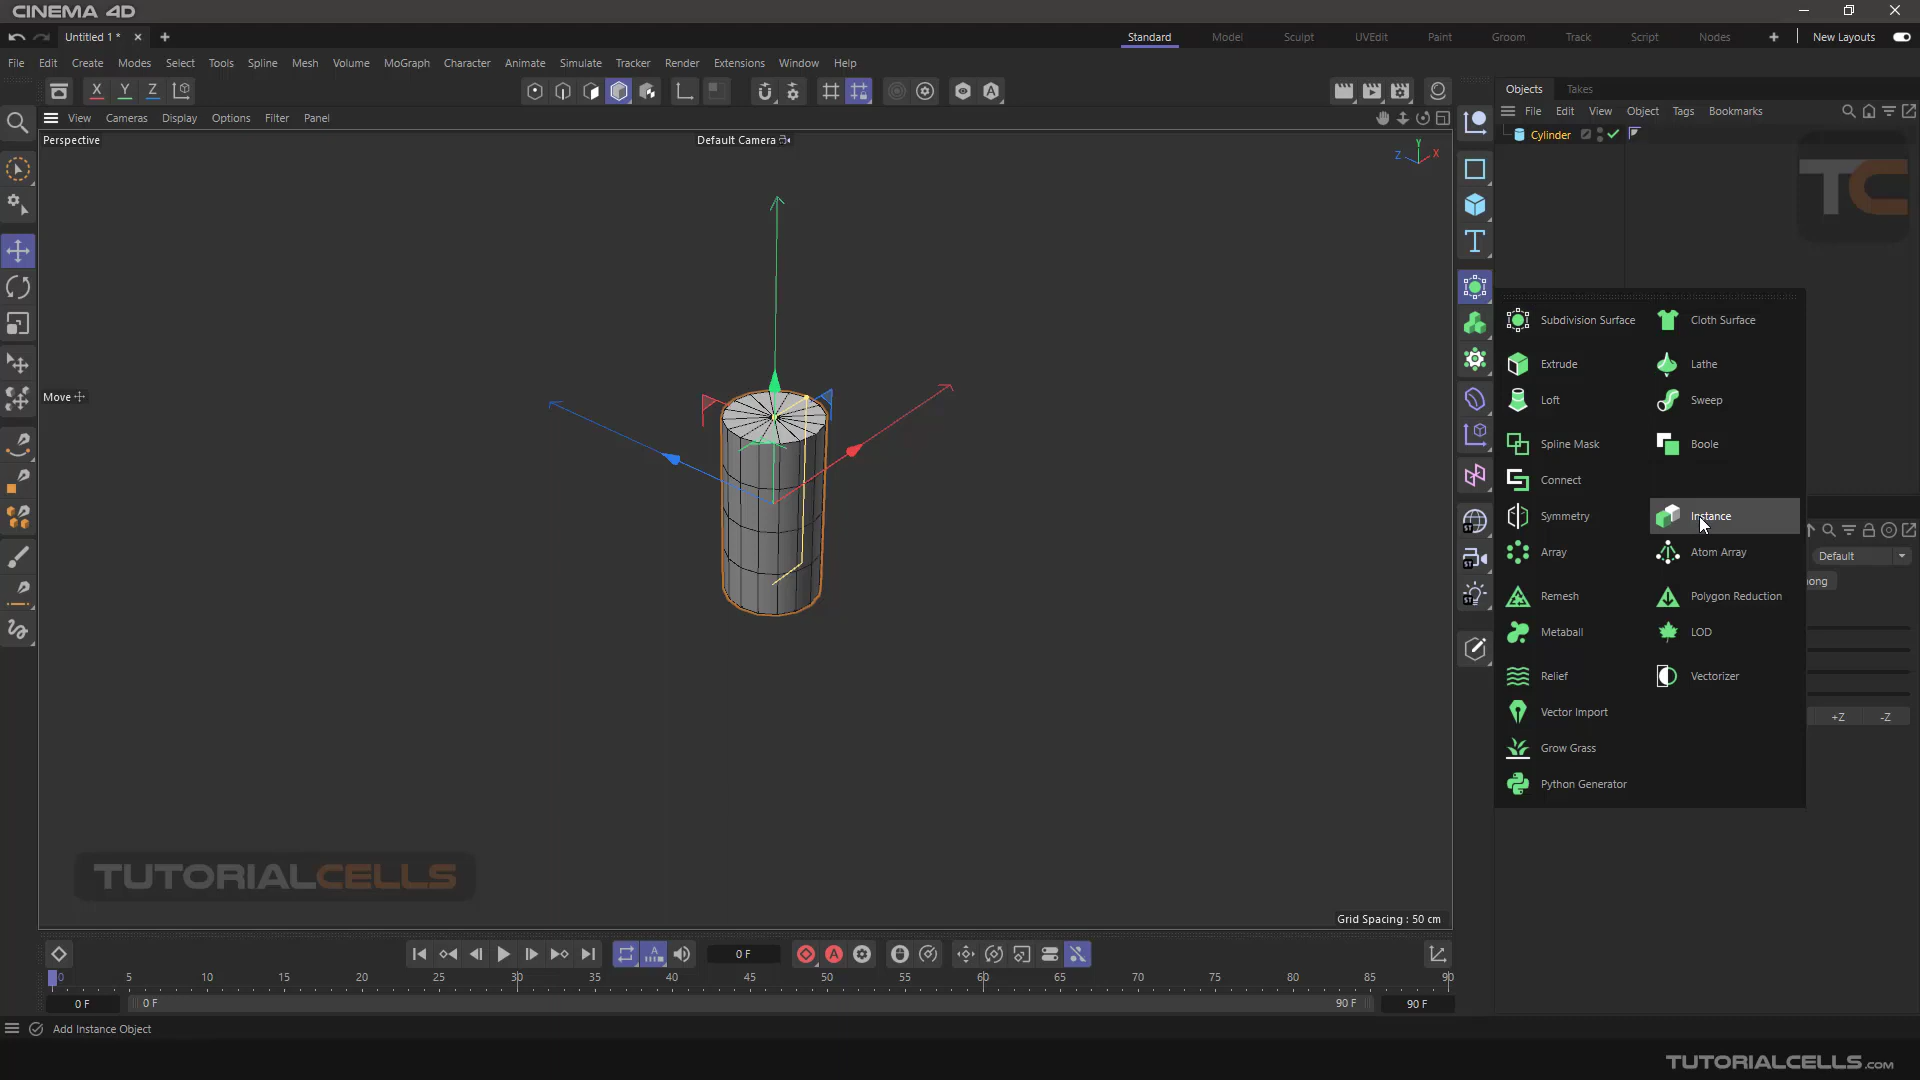 CINEMA 4D
Untitled 1 *
Standard
Model
Sculpt
UVEdit
Paint
Groom
Track
Script
Nodes
New Layouts
File Edit Create Modes Select Tools Spline Mesh Volume MoGraph Character Animate Simulate Tracker Render Extensions Window Help
X Y Z
Objects Takes
View Cameras Display Options Filter Panel
File Edit View Object Tags Bookmarks
Perspective
Default Camera
Cylinder
Y
Z
X
TC
Subdivision Surface
Cloth Surface
Extrude
Lathe
Move
Loft
Sweep
Spline Mask
Boole
Connect
Symmetry
Instance
Array
Atom Array
Default
ong
Remesh
Polygon Reduction
Metaball
LOD
Relief
Vectorizer
Vector Import
+Z
-Z
Grow Grass
Python Generator
TUTORIALCELLS
Grid Spacing : 50 cm
0 F
0 5 10 15 20 25 30 35 40 45 50 55 60 65 70 75 80 85 90
0 F
0 F
90 F
90 F
Add Instance Object
TUTORIALCELLS.COM